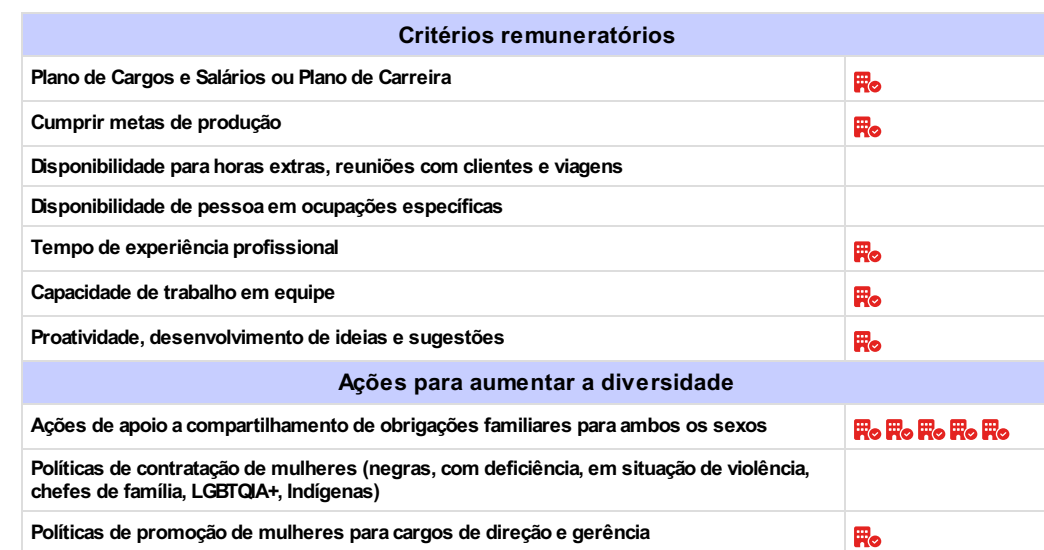 Critérios remuneratórios
Plano de Cargos e Salários ou Plano de Carreira
Cumprir metas de produção
Disponibilidade para horas extras, reuniões com clientes e viagens
Disponibilidade de pessoa em ocupações específicas
Tempo de experiência profissional
Capacidade de trabalho em equipe
Proatividade, desenvolvimento de ideias e sugestões
Ações para aumentar a diversidade
Ações de apoio a compartilhamento de obrigações familiares para ambos os sexos
Políticas de contratação de mulheres (negras, com deficiência, em situação de violência,
chefes de família, LGBTQIA+, Indígenas)
Políticas de promoção de mulheres para cargos de direção e gerência